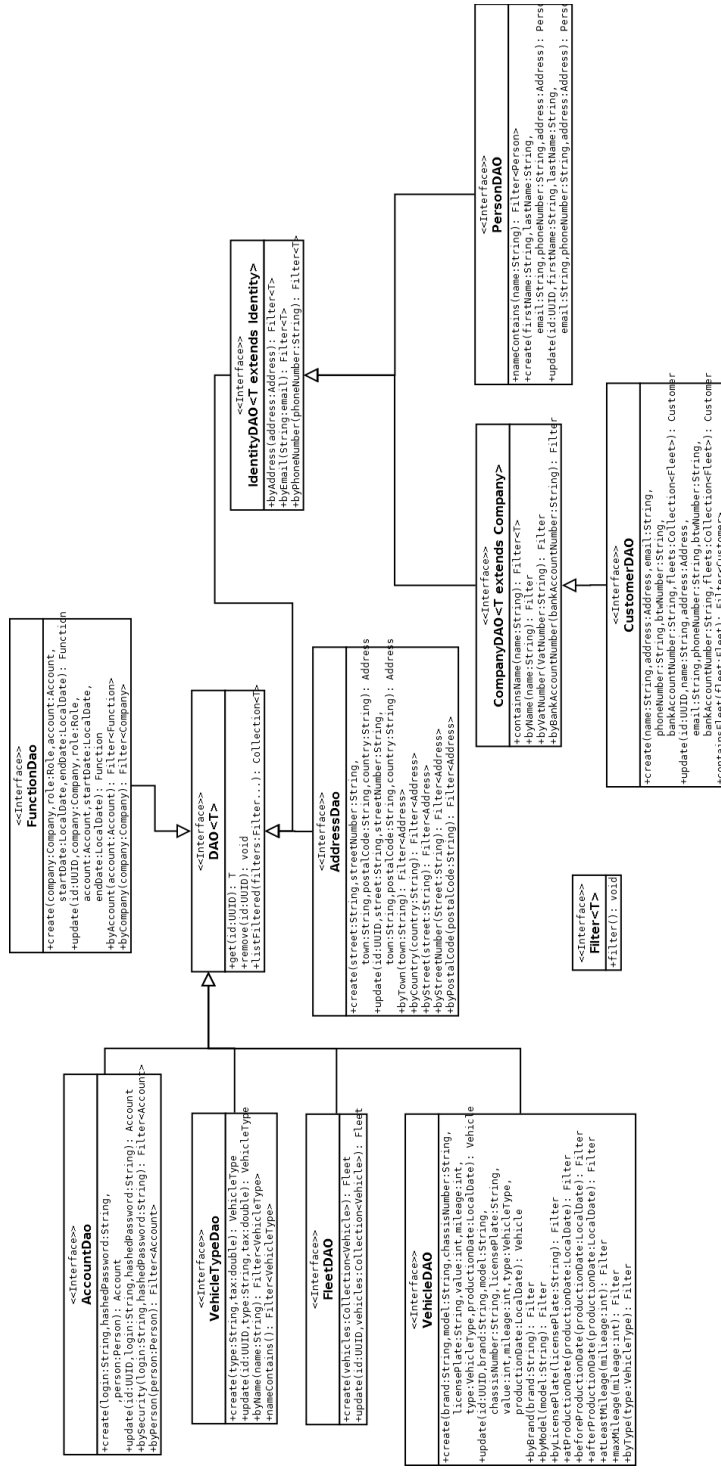 <<Interface>>
FunctionDao
+create(company:Company,role:Role,account:Account,
startDate:LocalDate,endDate:LocalDate): Function
+update(id:UUID,company:Company,role:Role,
account:Account,startDate:LocalDate,
endDate:LocalDate): Function
+byAccount(account:Account): Filter<Function>
+byCompany(company:Company): Filter<Company>
<<Interface>>
AccountDao
+create(login:String,hashedPassword:String,
,person:Person): Account
+update(id:UUID,login:String,hashedPassword:String): Account
+bySecurity(login:String,hashedPassword:String): Filter<Account>
+byPerson(person:Person): Filter<Account>
<<Interface>>
DAO<T>
+get(id:UUID): T
+remove(id:UUID): void
+listFiltered(filters:Filter...): Collection<T>
<<Interface>>
IdentityDAO<T extends Identity>
+byAddress(address:Address): Filter<T>
+byEmail(String:email): Filter<T>
+byPhoneNumber(phoneNumber:String): Filter<T>
<<Interface>>
VehicleTypeDao
+create(type:String,tax:double): VehicleType
+update(id:UUID,type:String,tax:double): VehicleType
+byName(name:String): Filter<VehicleType>
+nameContains(): Filter<VehicleType>
<<Interface>>
FleetDAO
+create(vehicles:Collection<Vehicle>): Fleet
+update(id:UUID,vehicles:Collection<Vehicle>): Fleet
<<Interface>>
AddressDao
+create(street:String,streetNumber:String,
town:String,postalCode:String,country:String): Address
+update(id:UUID,street:String,streetNumber:String,
town:String,postalCode:String,country:String): Address
+byTown(town:String): Filter<Address>
+byCountry(country:String): Filter<Address>
+byStreet(street:String): Filter<Address>
+byStreetNumber(Street:String): Filter<Address>
+byPostalCode(postalCode:String): Filter<Address>
<<Interface>>
VehicleDAO
+create(brand:String,model:String,chassisNumber:String,
licensePlate:String,value:int,mileage:int,
type:VehicleType,productionDate:LocalDate): Vehicle
+update(id:UUID,brand:String,model:String,
chassisNumber:String,licensePlate:String,
value:int,mileage:int,type:VehicleType,
productionDate:LocalDate): Vehicle
+byBrand(brand:String): Filter
+byModel(model:String): Filter
+byLicensePlate(licensePlate:String): Filter
+atProductionDate(productionDate:LocalDate): Filter
+beforeProductionDate(productionDate:LocalDate): Filter
+afterProductionDate(productionDate:LocalDate): Filter
+atLeastMileage(milieage:int): Filter
+maxMileage(mileage:int): Filter
+byType(type:VehicleType): Filter
<<Interface>>
PersonDAO
+nameContains(name:String): Filter<Person>
+create(firstName:String,lastName:String,
email:String,phoneNumber:String,address:Address): Perso
+update(id:UUID,firstName:String,lastName:String,
email:String,phoneNumber:String,address:Address): Perso
<<Interface>>
CompanyDAO<T extends Company>
+containsName(name:String): Filter<T>
+byName(name:String): Filter
+byVatNumber(VatNumber:String): Filter
+byBankAccountNumber(bankAccountNumber:String): Filter
<<Interface>>
Filter<T>
+filter(): void
<<Interface>>
CustomerDAO
+create(name:String,address:Address,email:String,
phoneNumber:String,btwNumber:String,
bankAccountNumber:String,fleets:Collection<Fleet>): Customer
+update(id:UUID,name:String,address:Address,
email:String,phoneNumber:String,btwNumber:String,
bankAccountNumber:String,fleets:Collection<Fleet>): Customer
+containsFleet(fleet:Fleet): Filter<Customer>